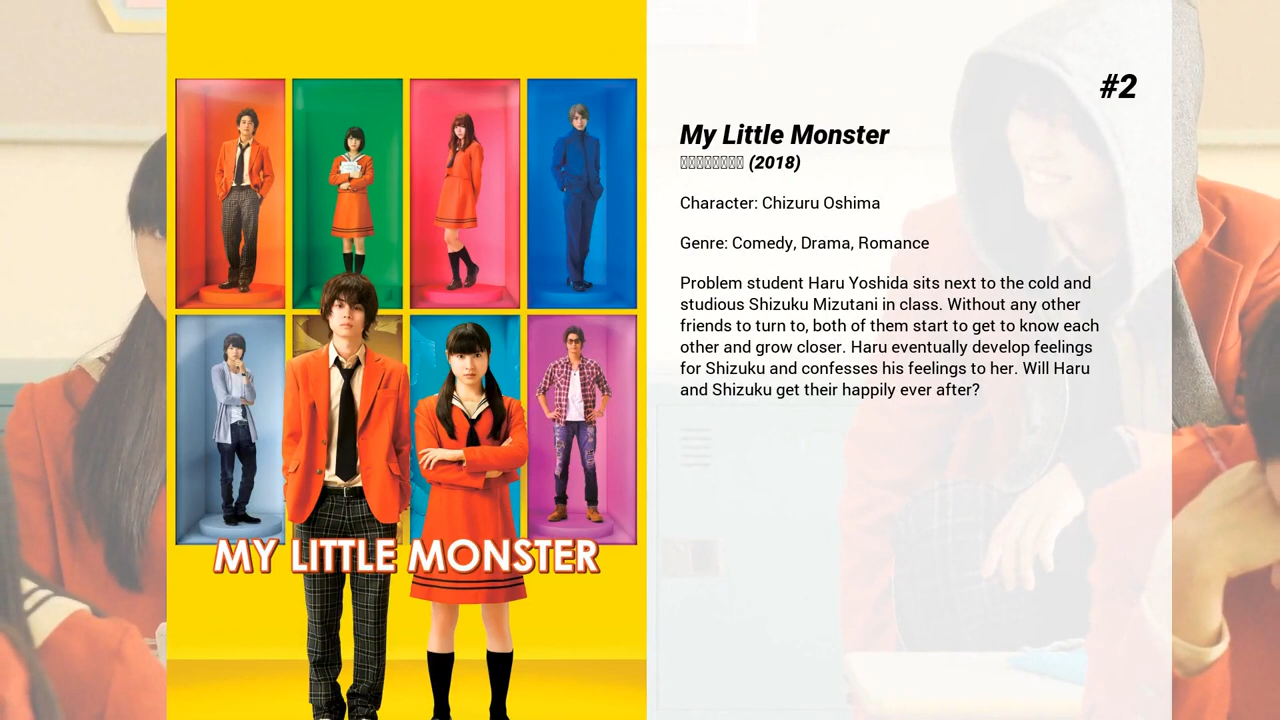 #2
My Little Monster
(2018)
Character: Chizuru Oshima
Genre: Comedy, Drama, Romance
Problem student Haru Yoshida sits next to the cold and
studious Shizuku Mizutani in class. Without any other
friends to turn to, both of them start to get to know each
other and grow closer. Haru eventually develop feelings
for Shizuku and confesses his feelings to her. Will Haru
and Shizuku get their happily ever after?
MY LITTLE MONSTER